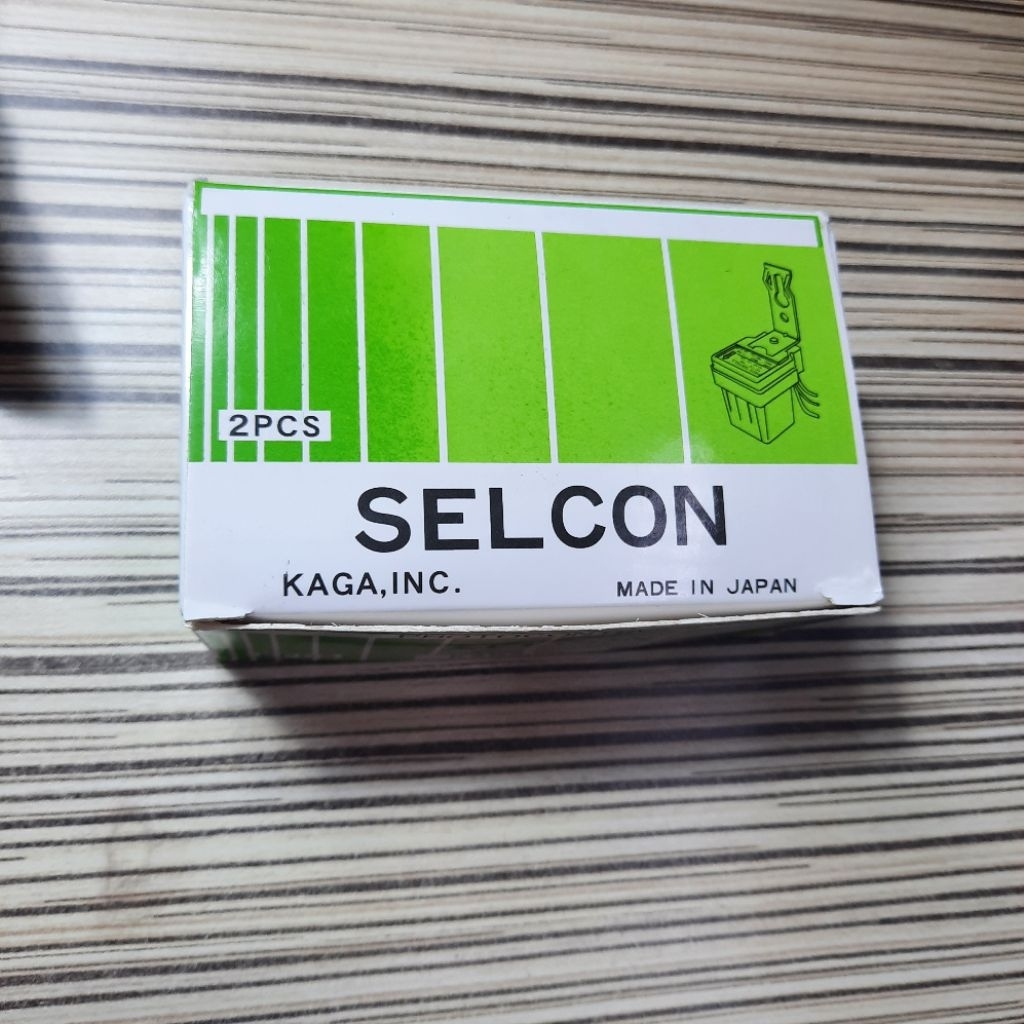 2PCS
SELCON
KAGA,INC.
MADE IN JAPAN